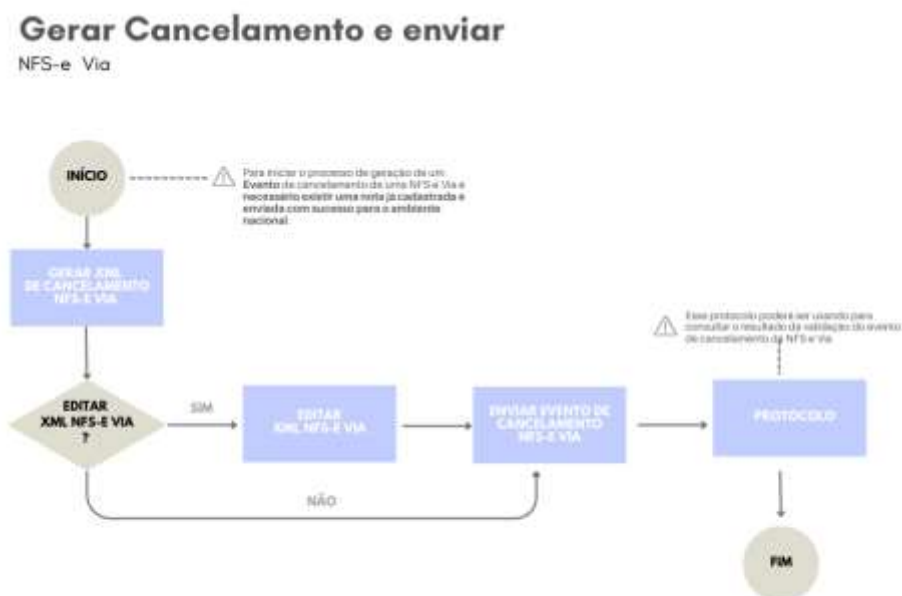 Gerar Cancelamento e enviar
NFS-e Via
INÍCIO
Para iniciar o processo de geração de um
Evento de cancelamento de uma NFS-e Via é
necessário existir uma nota já cadastrada e
enviada com sucesso para o ambiente
nacional.
GERAR XML
DE CANCELAMENTO
NFS-E VIA
Esse protocolo poderá ser usando para
consultar o resultado da validação do evento
de cancelamento da NFS-e Via
EDITAR
XML NFS-E VIA
?
SIM
EDITAR
XML NFS-E VIA
ENVIAR EVENTO DE
CANCELAMENTO
NFS-E VIA
PROTOCOLO
NÃO
FIM